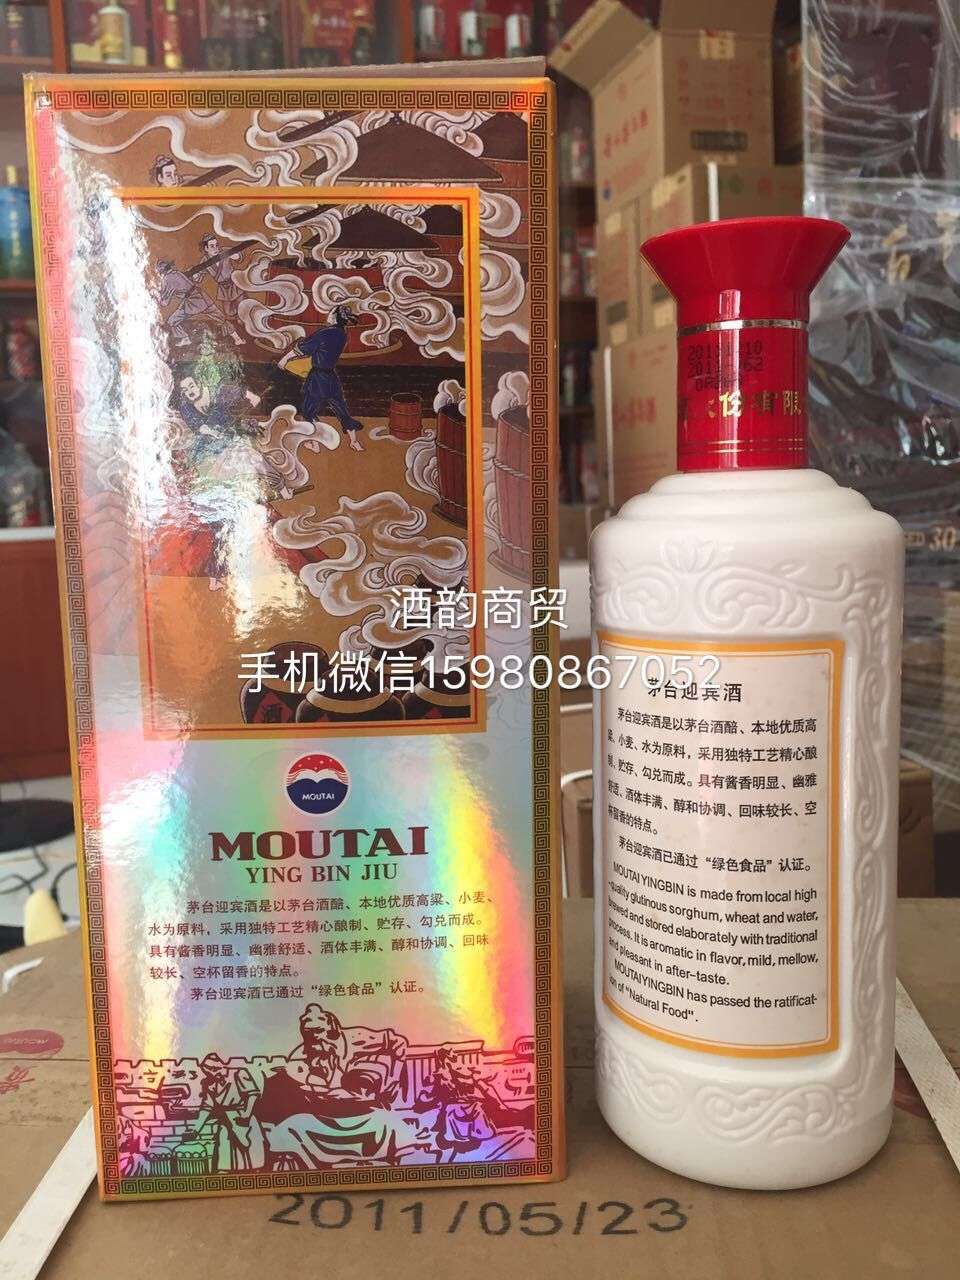 酒韵商贸
手机微信15980867052
酒
MOUTAI
MOUTAI
YING BIN JIU
茅台迎宾酒是以茅台酒醅、本地优质高粱、小麦、
水为原料，采用独特工艺精心酿制、贮存、勾兑而成。
具有酱香明显、幽雅舒适、酒体丰满、醇和协调、回味
较长、空杯留香的特点。
茅台迎宾酒已通过“绿色食品”认证。
份有限
茅台迎宾酒
茅台迎宾酒是以茅台酒醅、本地优质高
粱、小麦、水为原料，采用独特工艺精心酿
制、贮存、勾兑而成。具有酱香明显、幽雅
舒适、酒体丰满、醇和协调、回味较长、空
杯留香的特点。
茅台迎宾酒已通过“绿色食品”认证。
MOUTAI YINGBIN is made from local high
-quality glutinous sorghum, wheat and water,
brewed and stored elaborately with traditional
process. It is aromatic in flavor, mild, mellow,
and pleasant in after-taste.
MOUTAI YINGBIN has passed the ratificat-
ion of "Natural Food".
30
2011/05/23